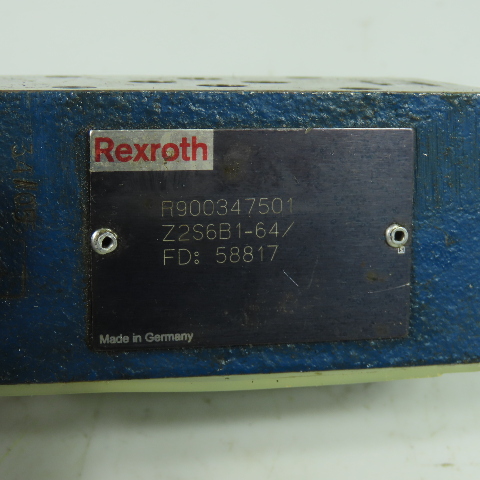 Rexroth
R900347501
Z2S6B1-64/
FD: 58817
Made in Germany